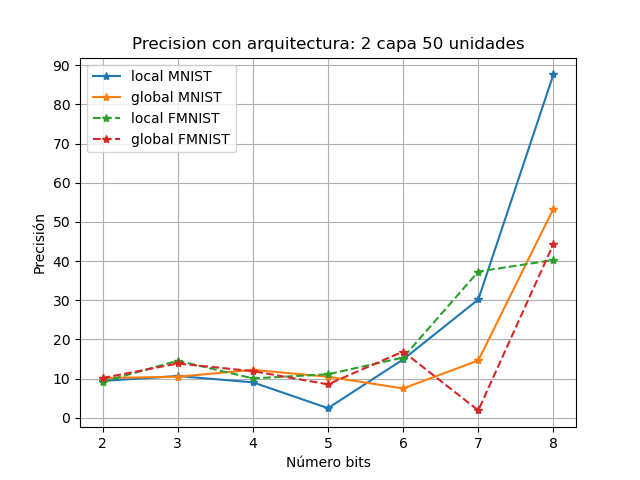 Precision con arquitectura: 2 capa 50 unidades
local MNIST
global MNIST
local FMNIST
global FMNIST
90
80
70
60
50
40
30
20
10
0
Precisión
2 3 4 5 6 7 8
Número bits